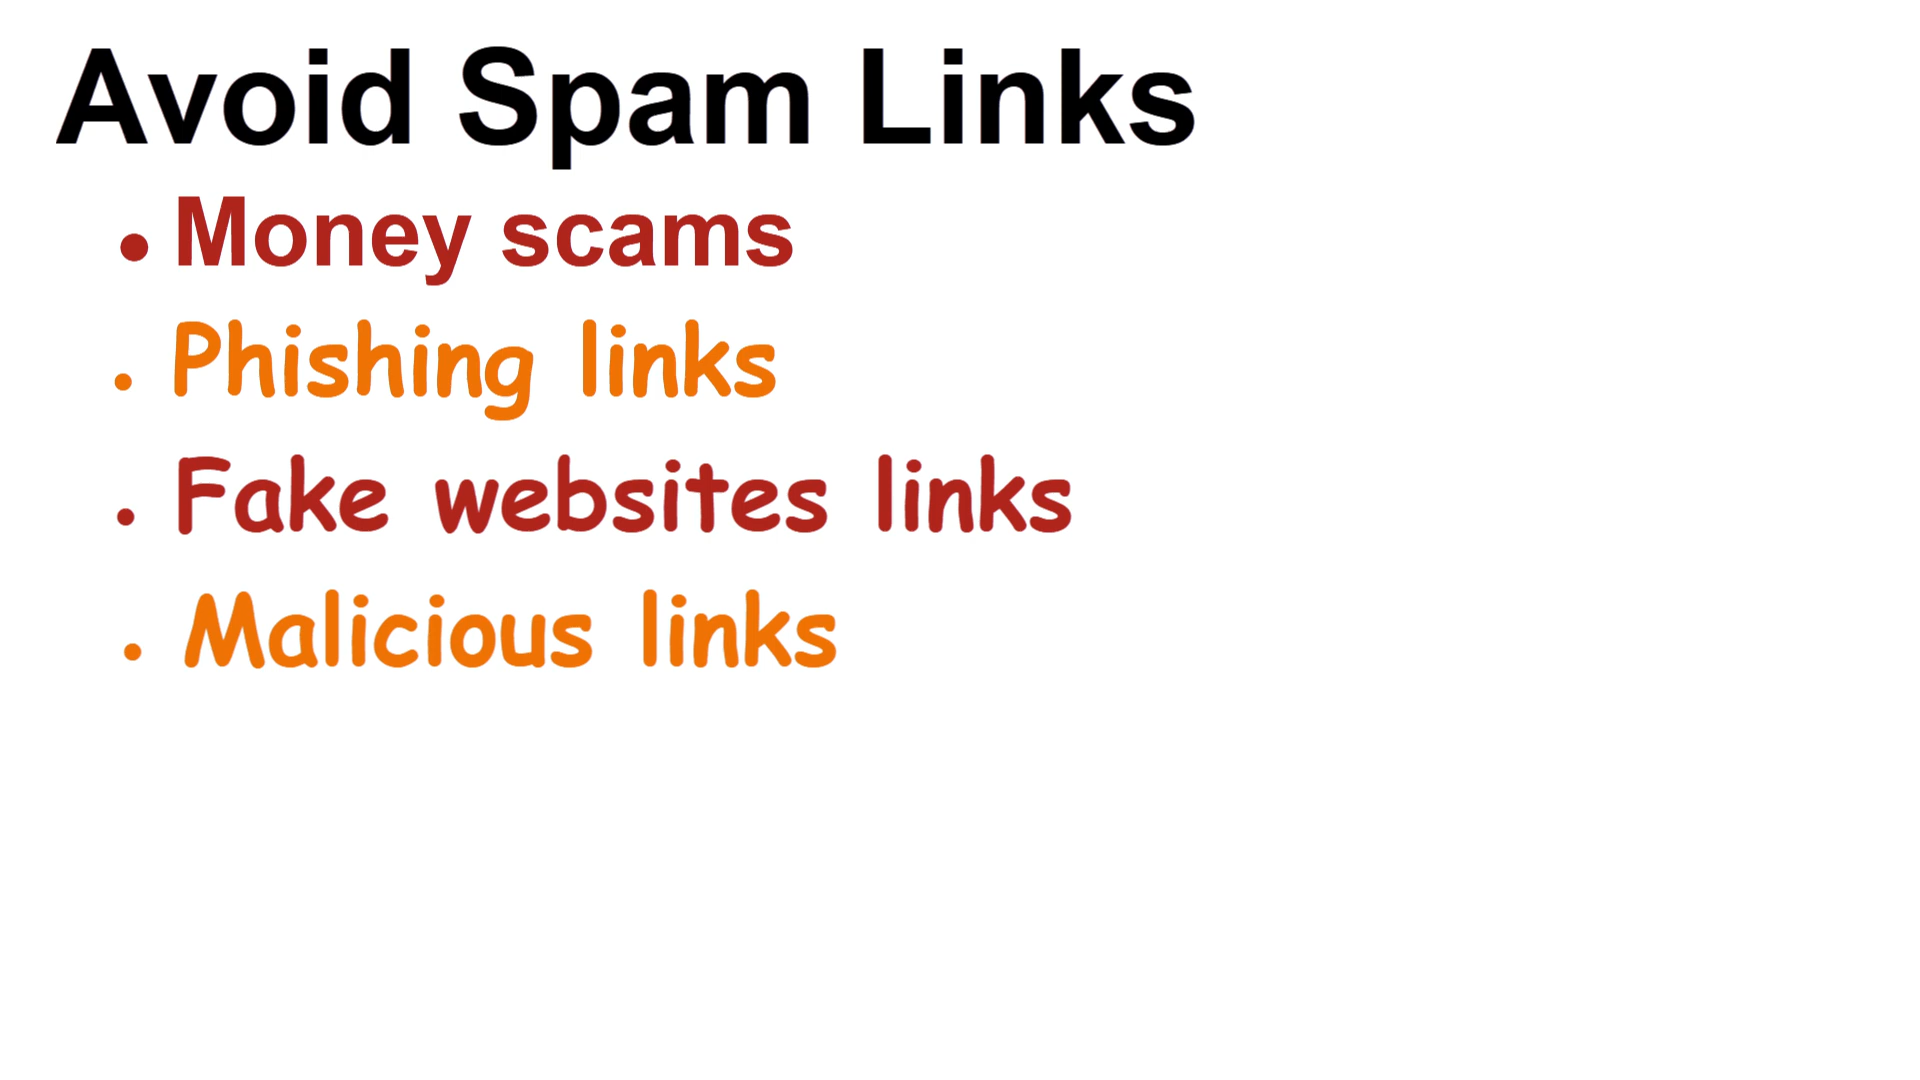 Avoid Spam Links
• Money scams
• Phishing links
• Fake websites links
• Malicious links